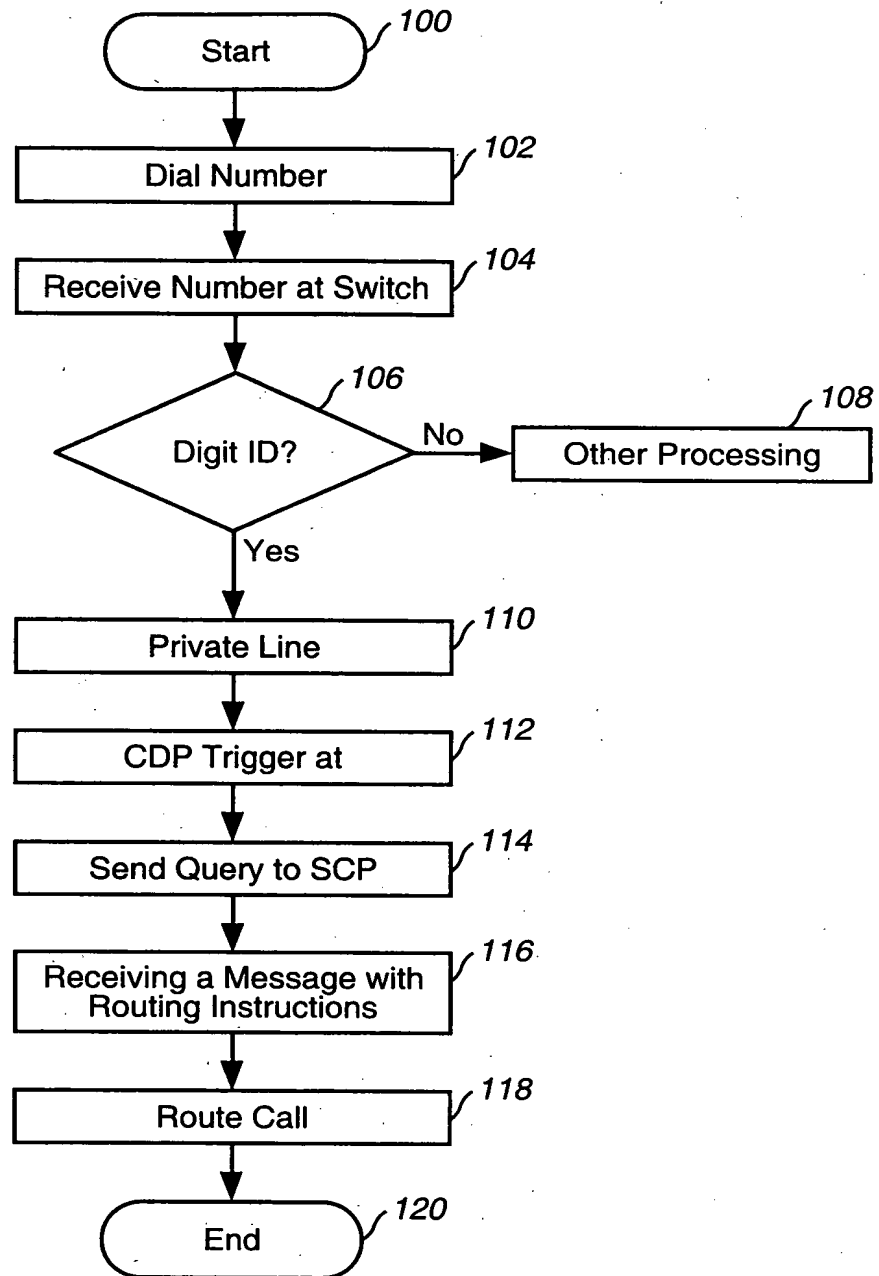 100
Start
102
Dial Number
104
Receive Number at Switch
106
Digit ID?
No
108
Other Processing
Yes
110
Private Line
112
CDP Trigger at
114
Send Query to SCP
116
Receiving a Message with
Routing Instructions
118
Route Call
120
End